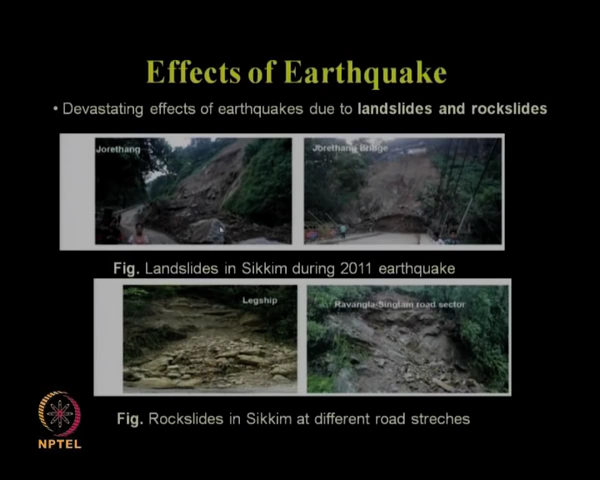 Effects of Earthquake
• Devastating effects of earthquakes due to landslides and rockslides
Jorethang
Jorethang Bridge
Fig. Landslides in Sikkim during 2011 earthquake
Legship
Ravangla-Singlam road sector
Fig. Rockslides in Sikkim at different road streches
NPTEL